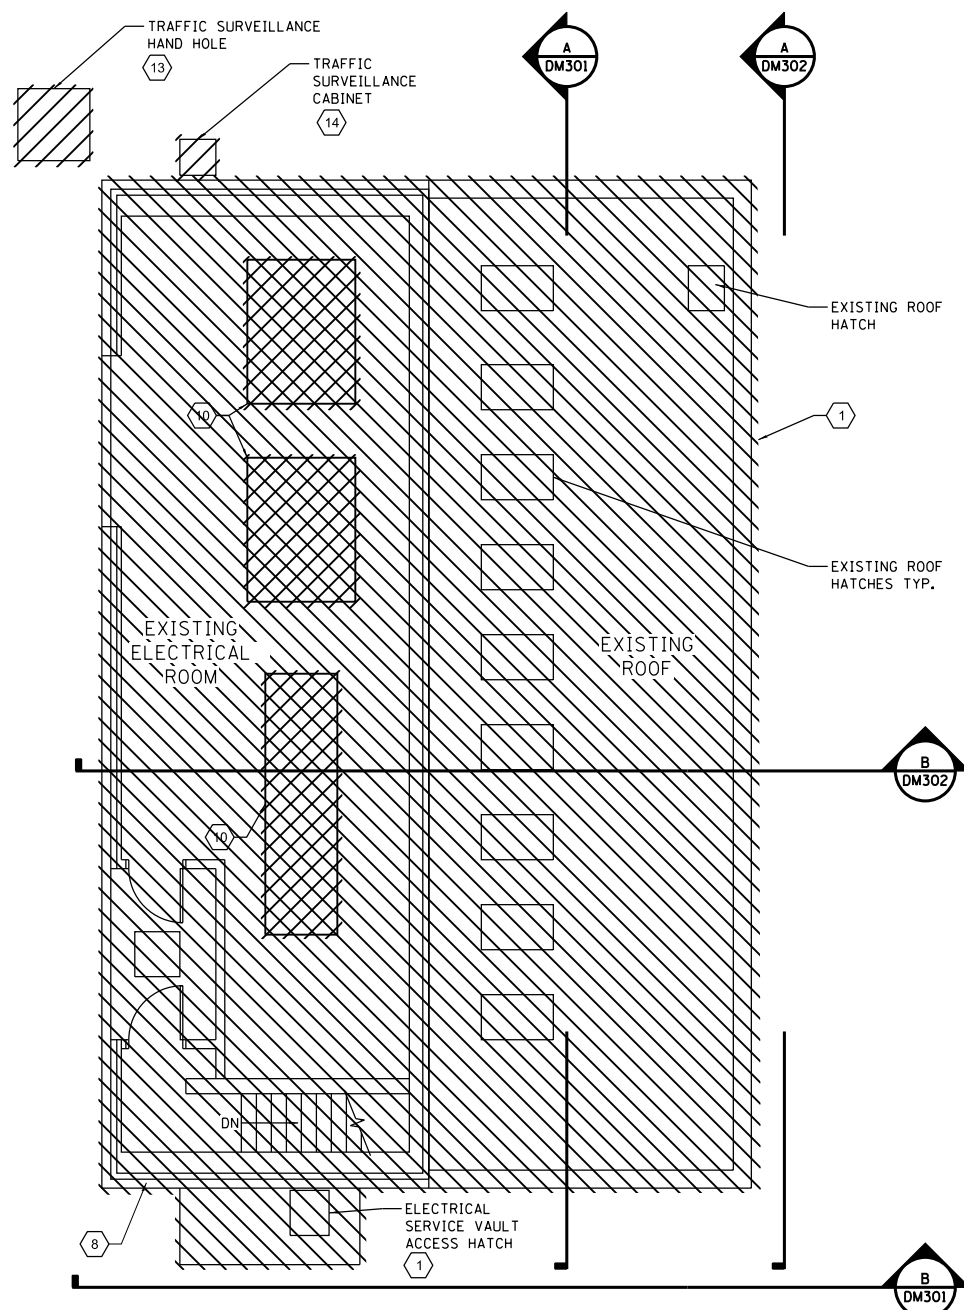 TRAFFIC SURVEILLANCE
HAND HOLE
13
TRAFFIC
SURVEILLANCE
CABINET
14
A
DM301
A
DM302
EXISTING ROOF
HATCH
10
1
EXISTING ROOF
HATCHES TYP.
EXISTING
ELECTRICAL
ROOM
EXISTING
ROOF
B
DM302
10
DN
8
ELECTRICAL
SERVICE VAULT
ACCESS HATCH
1
B
DM301